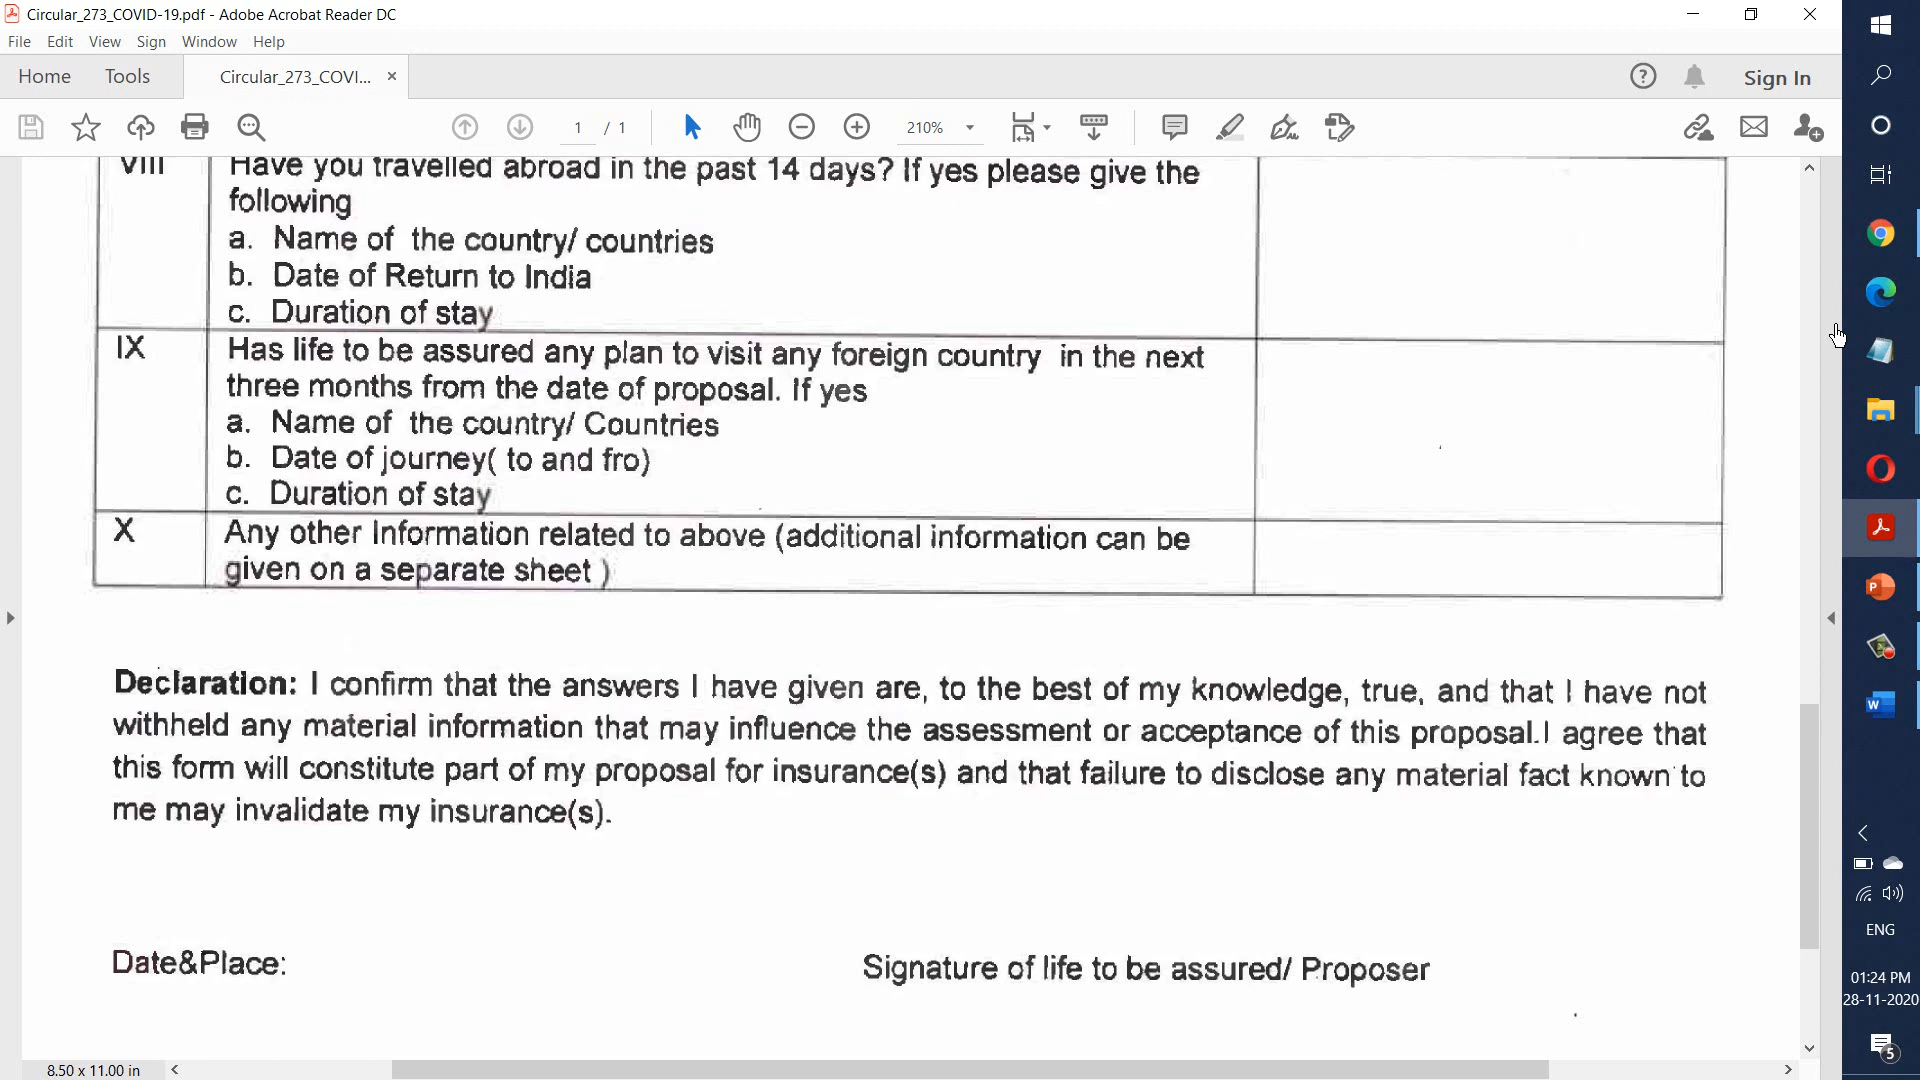 Circular_273_COVID-19.pdf - Adobe Acrobat Reader DC
File Edit View Sign Window Help
Home Tools Circular_273_COVI... × Sign In
1 / 1 210%
VIII Have you travelled abroad in the past 14 days? If yes please give the
following
a. Name of the country/ countries
b. Date of Return to India
c. Duration of stay
IX Has life to be assured any plan to visit any foreign country in the next
three months from the date of proposal. If yes
a. Name of the country/ Countries
b. Date of journey( to and fro)
c. Duration of stay
X Any other Information related to above (additional information can be
given on a separate sheet )
Declaration: I confirm that the answers I have given are, to the best of my knowledge, true, and that I have not
withheld any material information that may influence the assessment or acceptance of this proposal.I agree that
this form will constitute part of my proposal for insurance(s) and that failure to disclose any material fact known to
me may invalidate my insurance(s).
Date&Place: Signature of life to be assured/ Proposer
8.50 x 11.00 in
ENG
01:24 PM
28-11-2020
5